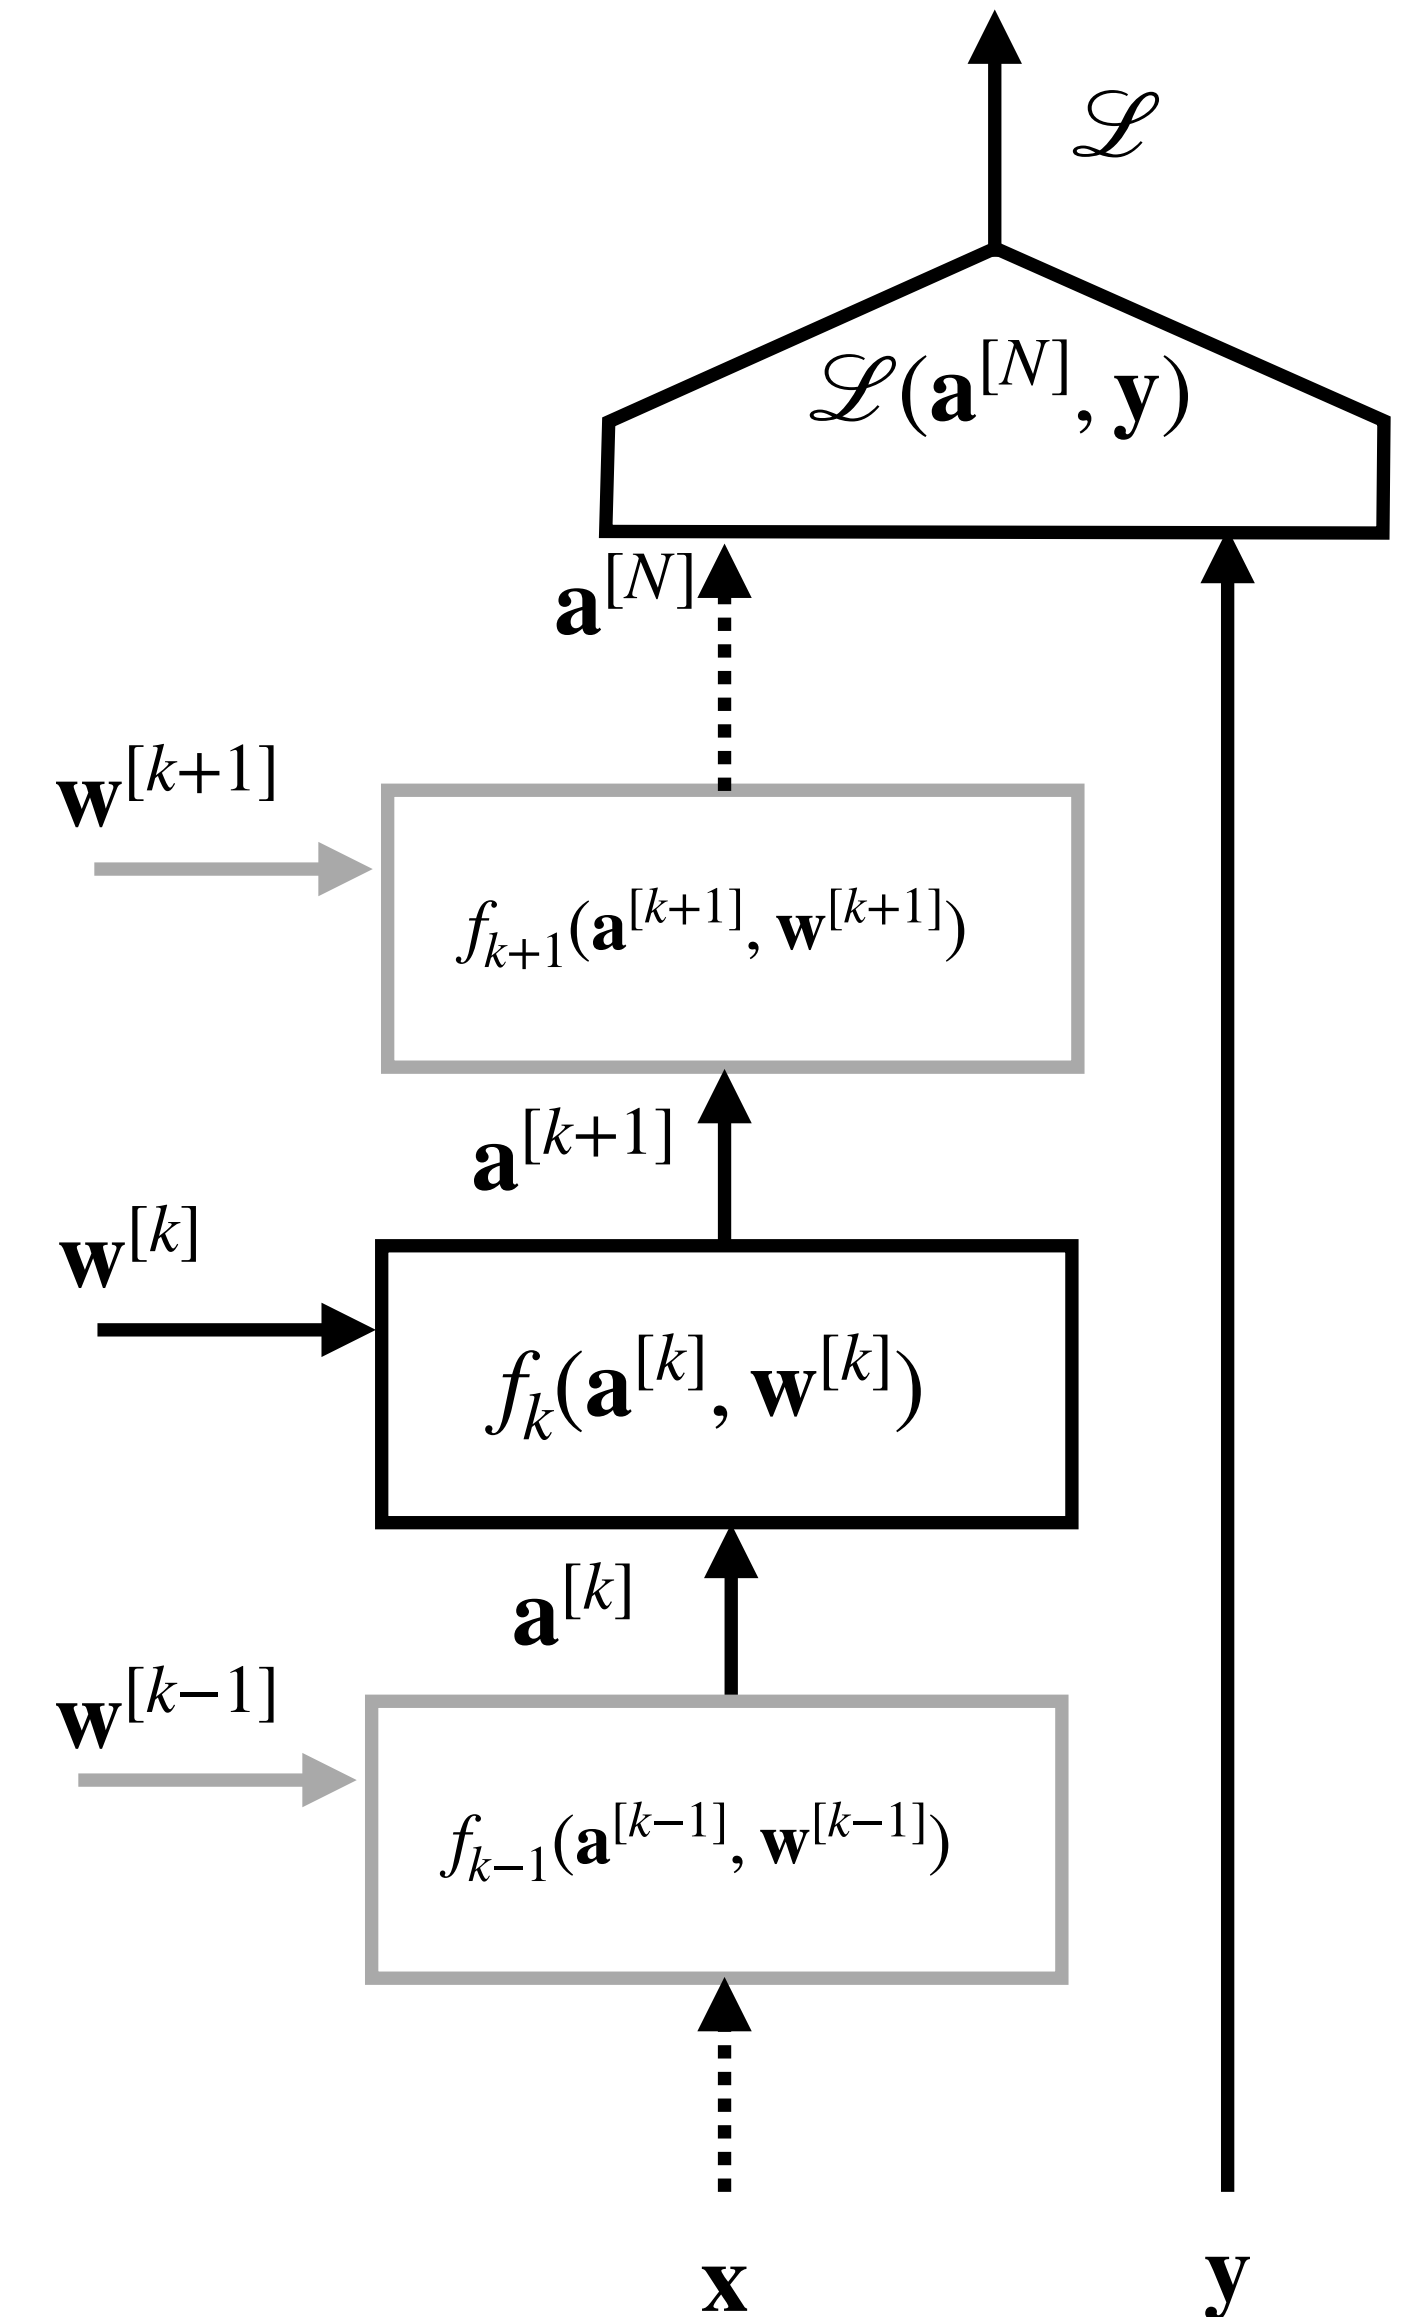 ℒ
ℒ(a^[N], y)
a^[N]
w^[k+1]
f_{k+1}(a^[k+1], w^[k+1])
a^[k+1]
w^[k]
f_k(a^[k], w^[k])
a^[k]
w^[k−1]
f_{k−1}(a^[k−1], w^[k−1])
x y